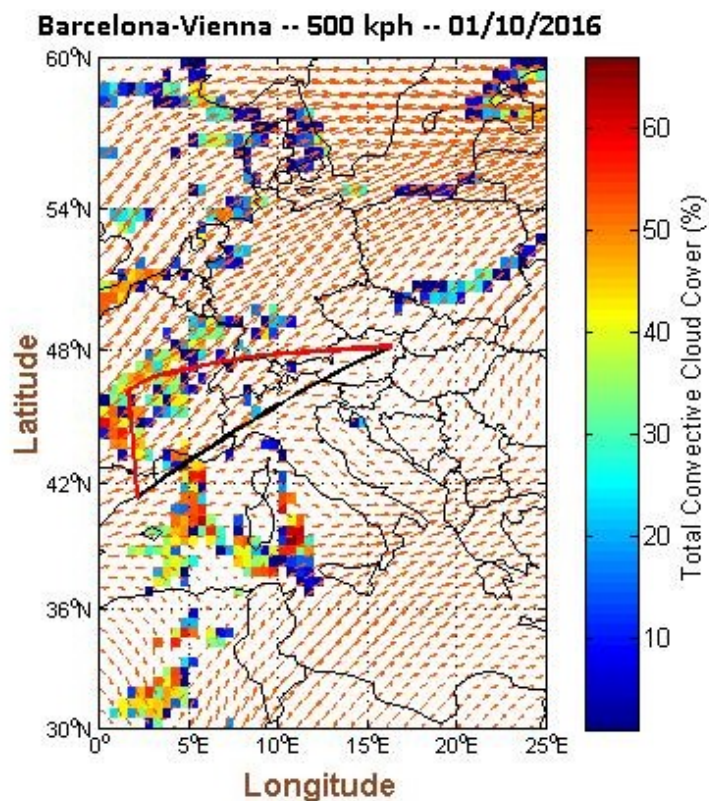 Barcelona-Vienna -- 500 kph -- 01/10/2016
60°N
54°N
48°N
42°N
36°N
30°N
0°
5°E
10°E
15°E
20°E
25°E
Latitude
Longitude
60
50
40
30
20
10
Total Convective Cloud Cover (%)